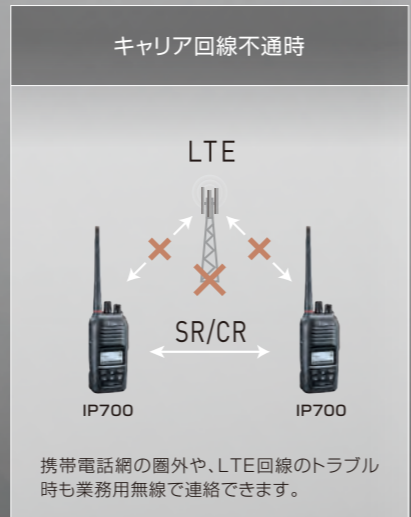 キャリア回線不通時
LTE
SR/CR
IP700
IP700
携帯電話網の圏外や、LTE回線のトラブル
時も業務用無線で連絡できます。